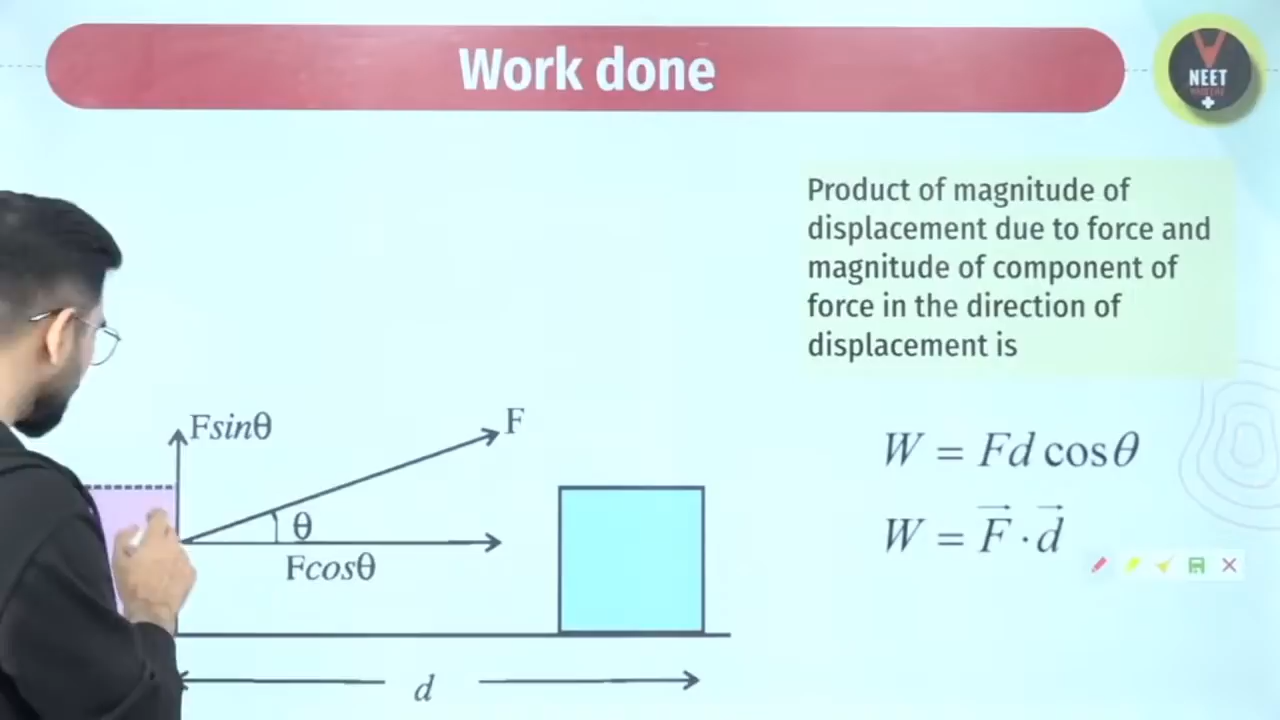 Work done
NEET
Product of magnitude of
displacement due to force and
magnitude of component of
force in the direction of
displacement is
Fsinθ
F
θ
Fcosθ
W = Fd cosθ
W = F⃗ · d⃗
d